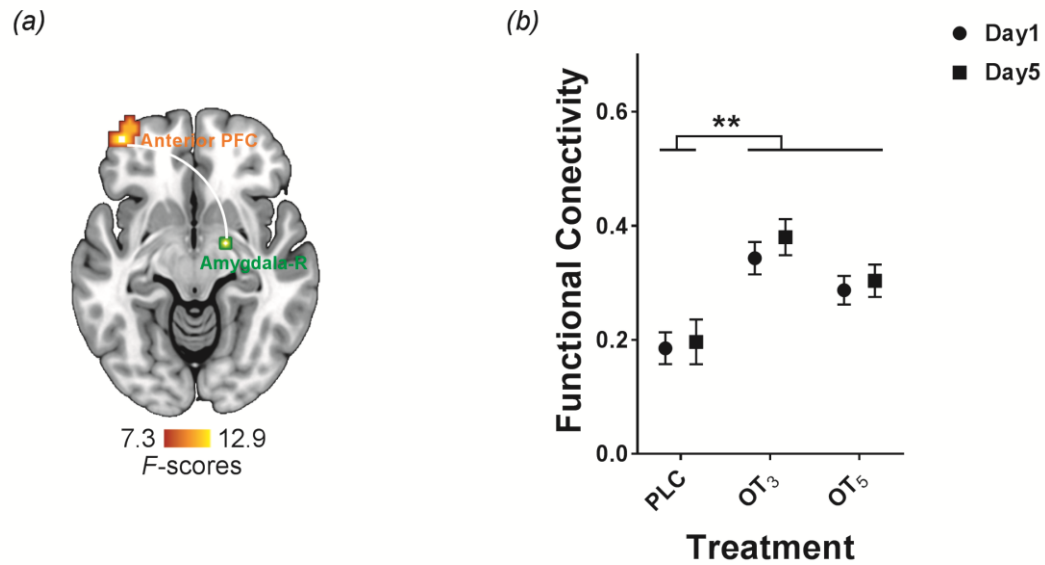 (a)
Anterior PFC
Amygdala-R
7.3 12.9
F-scores
(b)
Day1
Day5
Functional Conectivity
0.6
0.4
0.2
0.0
**
PLC
OT₃
OT₅
Treatment